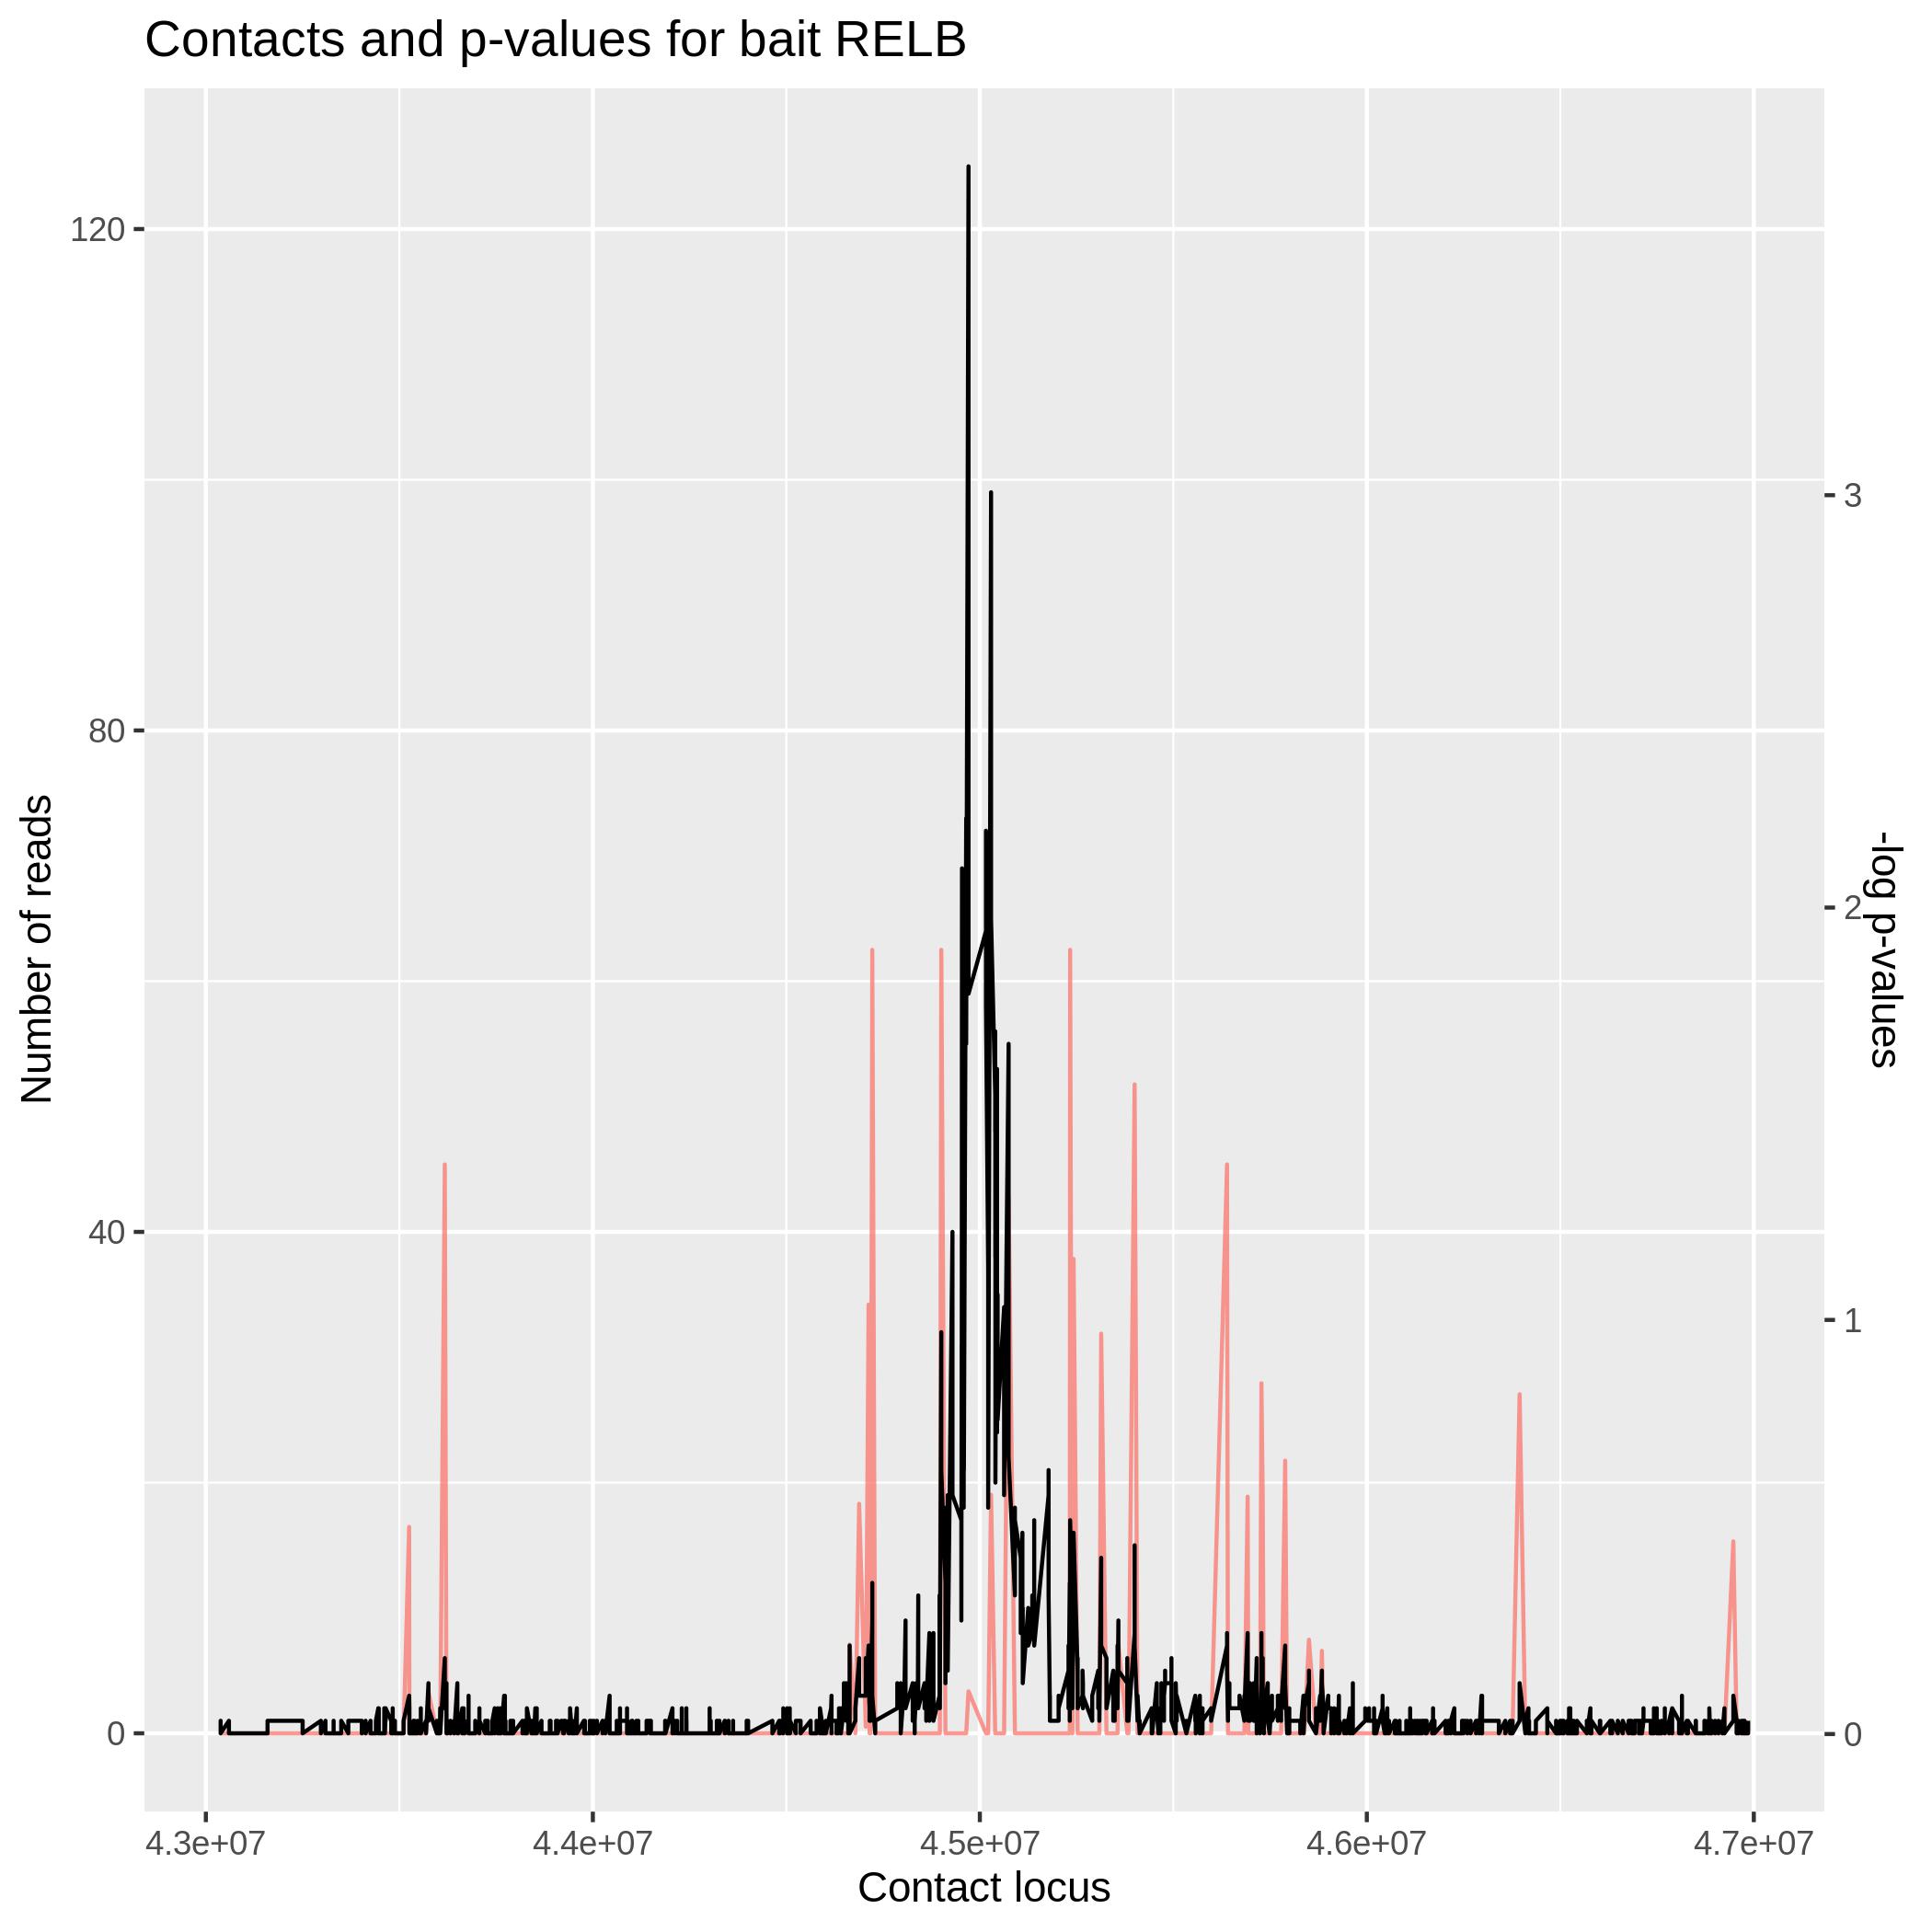 Contacts and p-values for bait RELB
120
80
40
0
Number of reads
3
2
1
0
-log p-values
4.3e+07
4.4e+07
4.5e+07
4.6e+07
4.7e+07
Contact locus